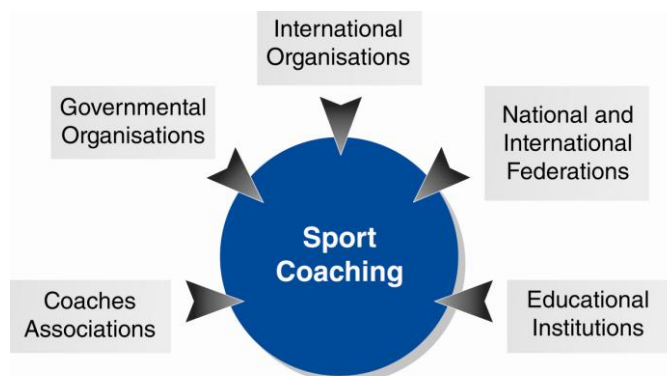 International
Organisations
Governmental
Organisations
National and
International
Federations
Sport
Coaching
Coaches
Associations
Educational
Institutions